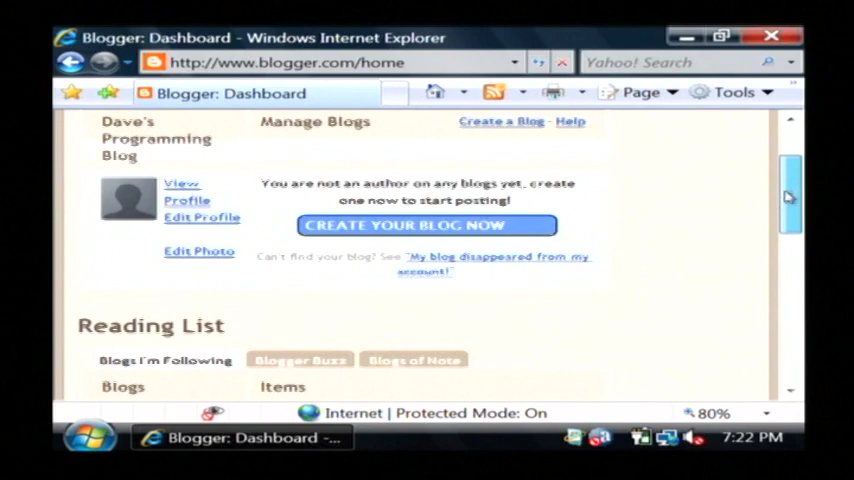 Blogger: Dashboard - Windows Internet Explorer
http://www.blogger.com/home
Yahoo! Search
Blogger: Dashboard
Page
Tools
Dave's
Programming
Blog
Manage Blogs
Create a Blog - Help
View
Profile
Edit Profile
Edit Photo
You are not an author on any blogs yet, create
one now to start posting!
CREATE YOUR BLOG NOW
Can't find your blog? See "My blog disappeared from my
account!"
Reading List
Blogs I'm Following
Blogger Buzz
Blogs of Note
Blogs
Items
Internet | Protected Mode: On
80%
Blogger: Dashboard -...
7:22 PM